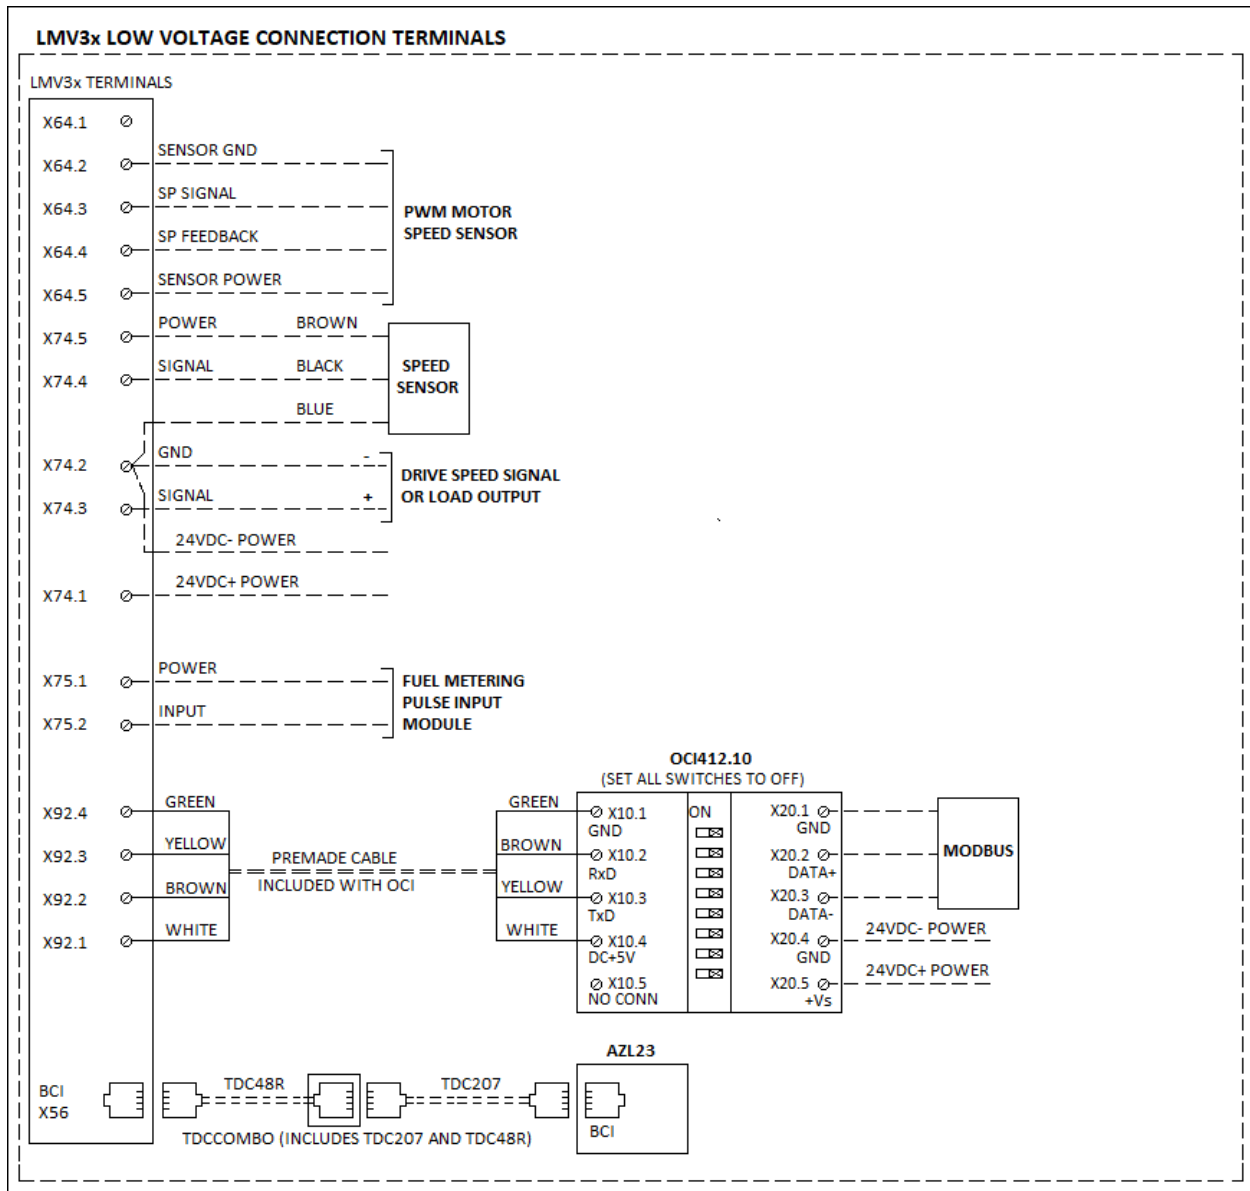 LMV3x LOW VOLTAGE CONNECTION TERMINALS
LMV3x TERMINALS
X64.1
X64.2 SENSOR GND
X64.3 SP SIGNAL
X64.4 SP FEEDBACK
X64.5 SENSOR POWER
PWM MOTOR
SPEED SENSOR
X74.5 POWER BROWN
X74.4 SIGNAL BLACK
BLUE
SPEED
SENSOR
X74.2 GND -
X74.3 SIGNAL +
DRIVE SPEED SIGNAL
OR LOAD OUTPUT
24VDC- POWER
X74.1 24VDC+ POWER
X75.1 POWER
X75.2 INPUT
FUEL METERING
PULSE INPUT
MODULE
OCI412.10
(SET ALL SWITCHES TO OFF)
X92.4 GREEN
X92.3 YELLOW
X92.2 BROWN
X92.1 WHITE
PREMADE CABLE
INCLUDED WITH OCI
GREEN X10.1
GND
BROWN X10.2
RxD
YELLOW X10.3
TxD
WHITE X10.4
DC+5V
X10.5
NO CONN
ON
X20.1
GND
X20.2
DATA+
X20.3
DATA-
X20.4
GND
X20.5
+Vs
MODBUS
24VDC- POWER
24VDC+ POWER
AZL23
BCI
X56
TDC48R
TDC207
BCI
TDCCOMBO (INCLUDES TDC207 AND TDC48R)